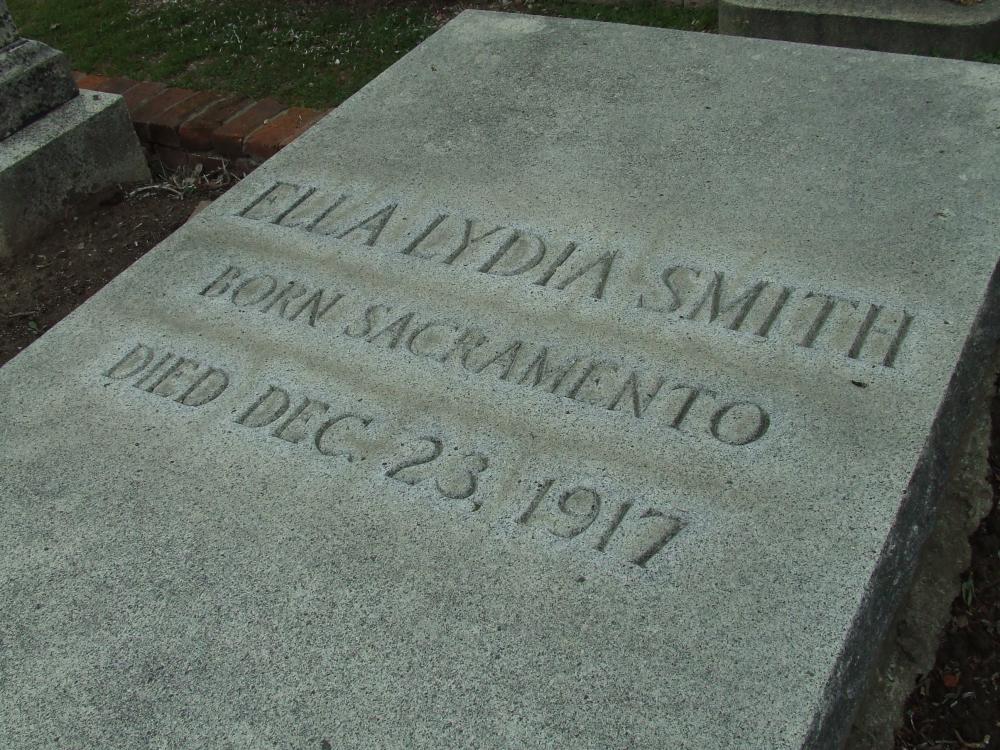 ELLA LYDIA SMITH
BORN SACRAMENTO
DIED DEC. 23, 1917